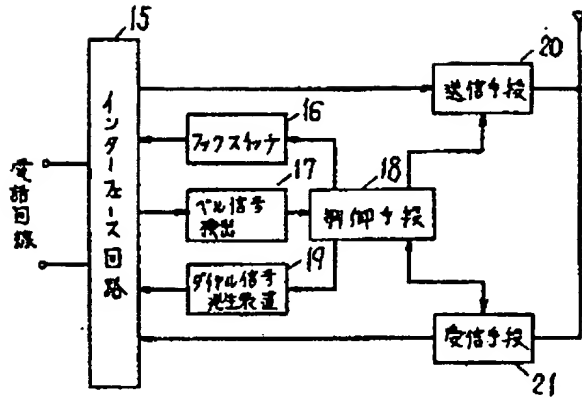 15
電話回線
インターフェース回路
16
フックスイッチ
17
ベル信号
検出
18
制御手段
19
ダイヤル信号
発生装置
20
送信手段
受信手段
21